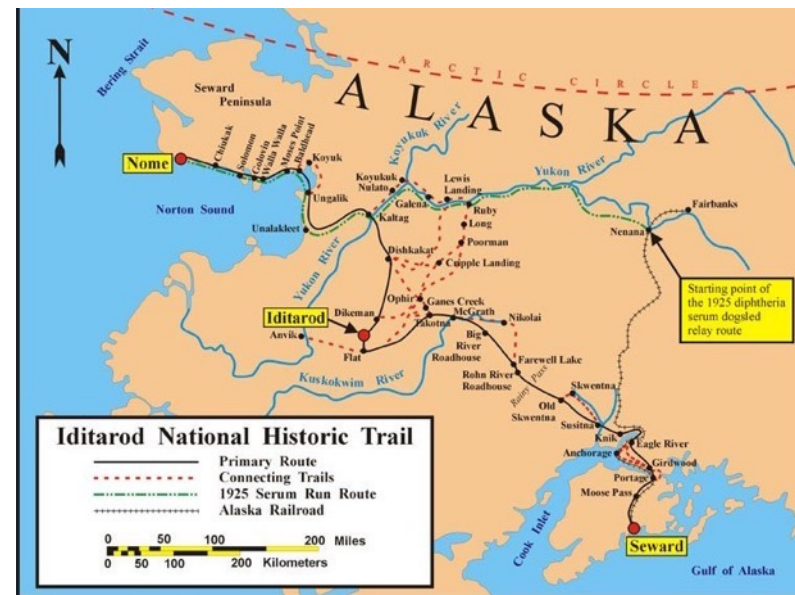 N
Bering Strait
Seward
Peninsula
ARCTIC CIRCLE
ALASKA
Koyukuk River
Yukon River
Nome
Chiukak
Solomon
Golovin
Walla Walla
Moses Point
Baldhead
Koyuk
Ungalik
Norton Sound
Unalakleet
Koyukuk
Nulato
Galena
Lewis
Landing
Ruby
Kaltag
Long
Poorman
Fairbanks
Nenana
Dishkakat
Cripple Landing
Yukon River
Starting point of
the 1925 diphtheria
serum dogsled
relay route
Iditarod
Dikeman
Ophir
Ganes Creek
McGrath
Takotna
Nikolai
Anvik
Flat
Big
River
Roadhouse
Farewell Lake
Rohn River
Roadhouse
Rainy Pass
Kuskokwim River
Skwentna
Old
Skwentna
Susitna
Knik
Eagle River
Anchorage
Girdwood
Portage
Moose Pass
Seward
Cook Inlet
Gulf of Alaska
Iditarod National Historic Trail
Primary Route
Connecting Trails
1925 Serum Run Route
Alaska Railroad
0 50 100 200 Miles
0 50 100 200 Kilometers